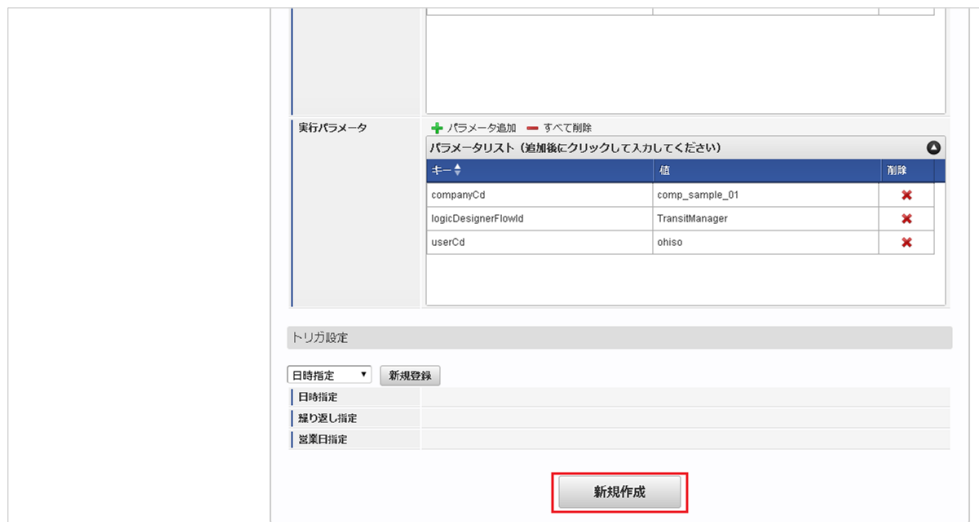 実行パラメータ
パラメータ追加 すべて削除
パラメータリスト（追加後にクリックして入力してください）
キー 値 削除
companyCd comp_sample_01
logicDesignerFlowId TransitManager
userCd ohiso
トリガ設定
日時指定 新規登録
日時指定
繰り返し指定
営業日指定
新規作成